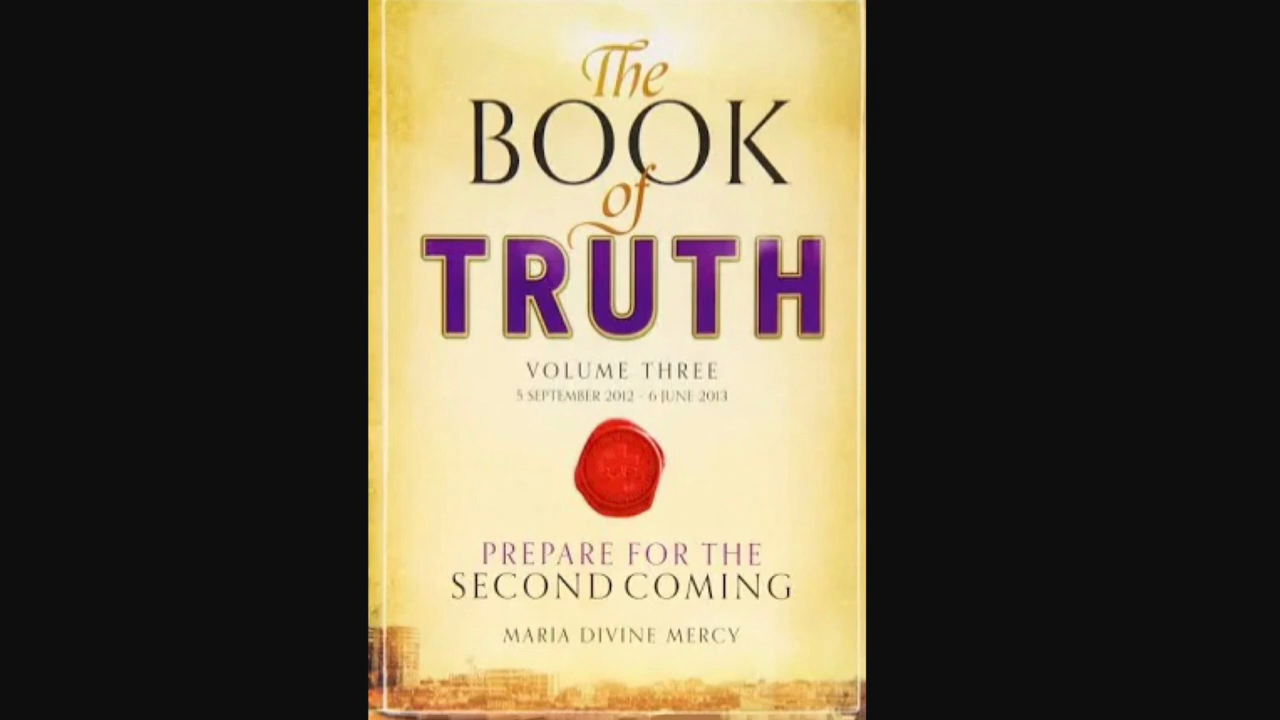 The
BOOK
of
TRUTH
VOLUME THREE
5 SEPTEMBER 2012 - 6 JUNE 2013
PREPARE FOR THE
SECOND COMING
MARIA DIVINE MERCY